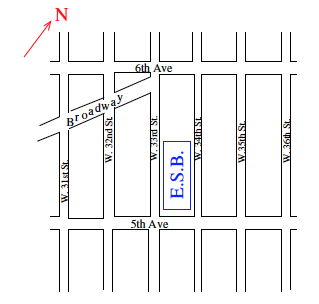 N
6th Ave
Broadway
W. 31st St.
W. 32nd St.
W. 33rd St.
E.S.B.
W. 34th St.
W. 35th St.
W. 36th St.
5th Ave